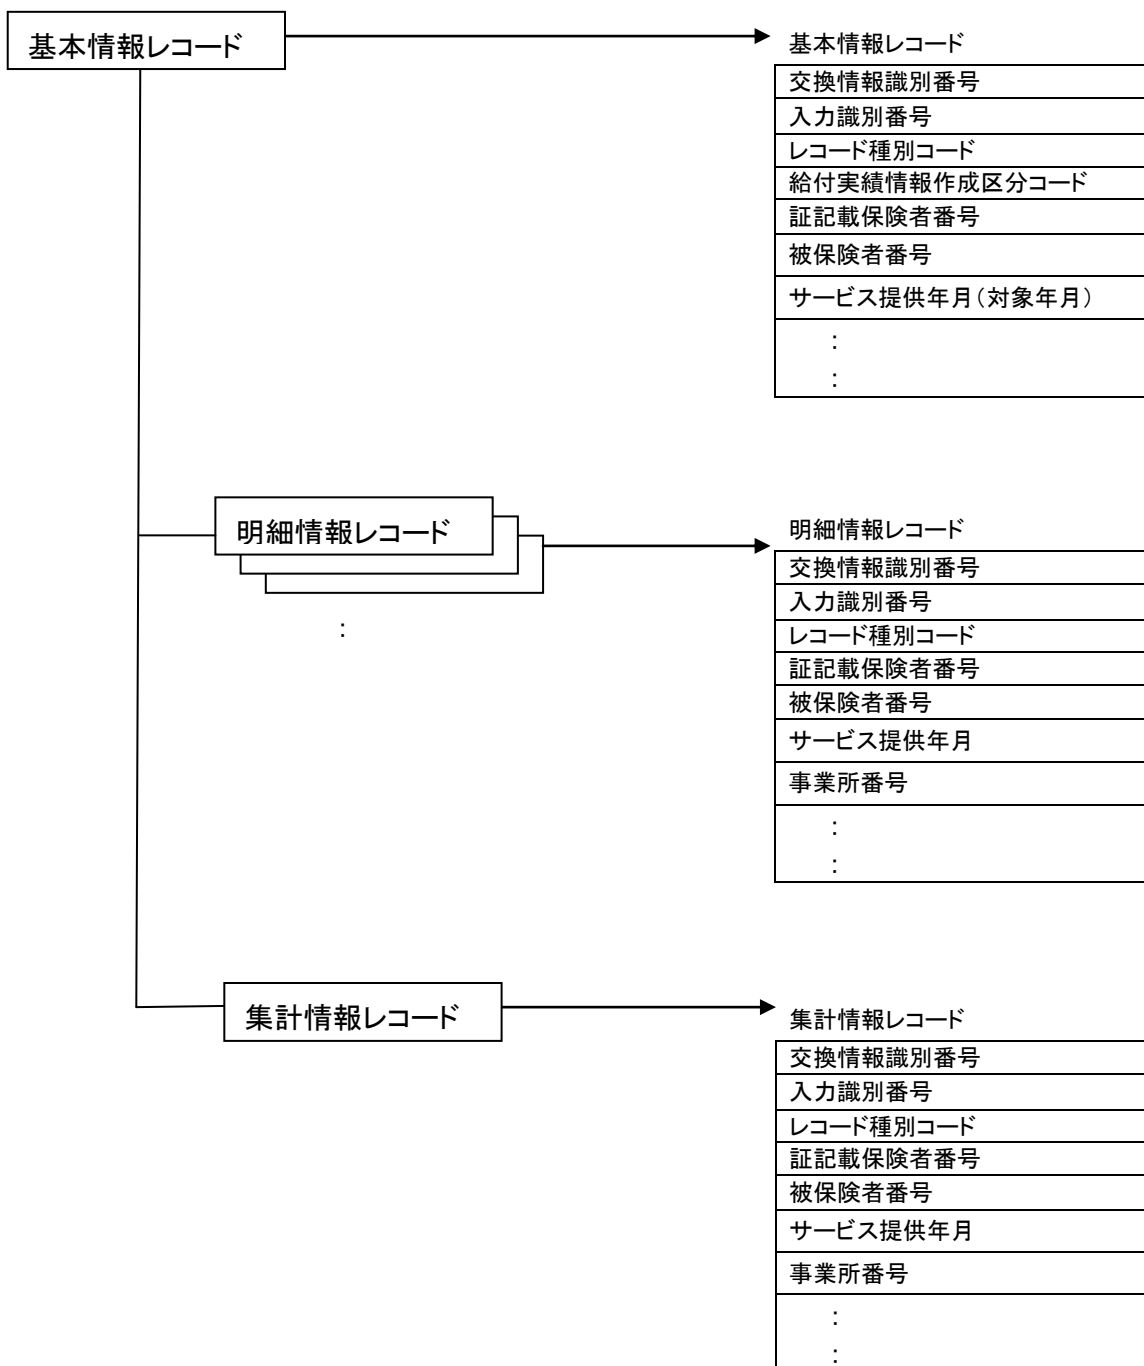 基本情報レコード
基本情報レコード
交換情報識別番号
入力識別番号
レコード種別コード
給付実績情報作成区分コード
証記載保険者番号
被保険者番号
サービス提供年月（対象年月）
：
：
明細情報レコード
：
明細情報レコード
交換情報識別番号
入力識別番号
レコード種別コード
証記載保険者番号
被保険者番号
サービス提供年月
事業所番号
：
：
集計情報レコード
集計情報レコード
交換情報識別番号
入力識別番号
レコード種別コード
証記載保険者番号
被保険者番号
サービス提供年月
事業所番号
：
：